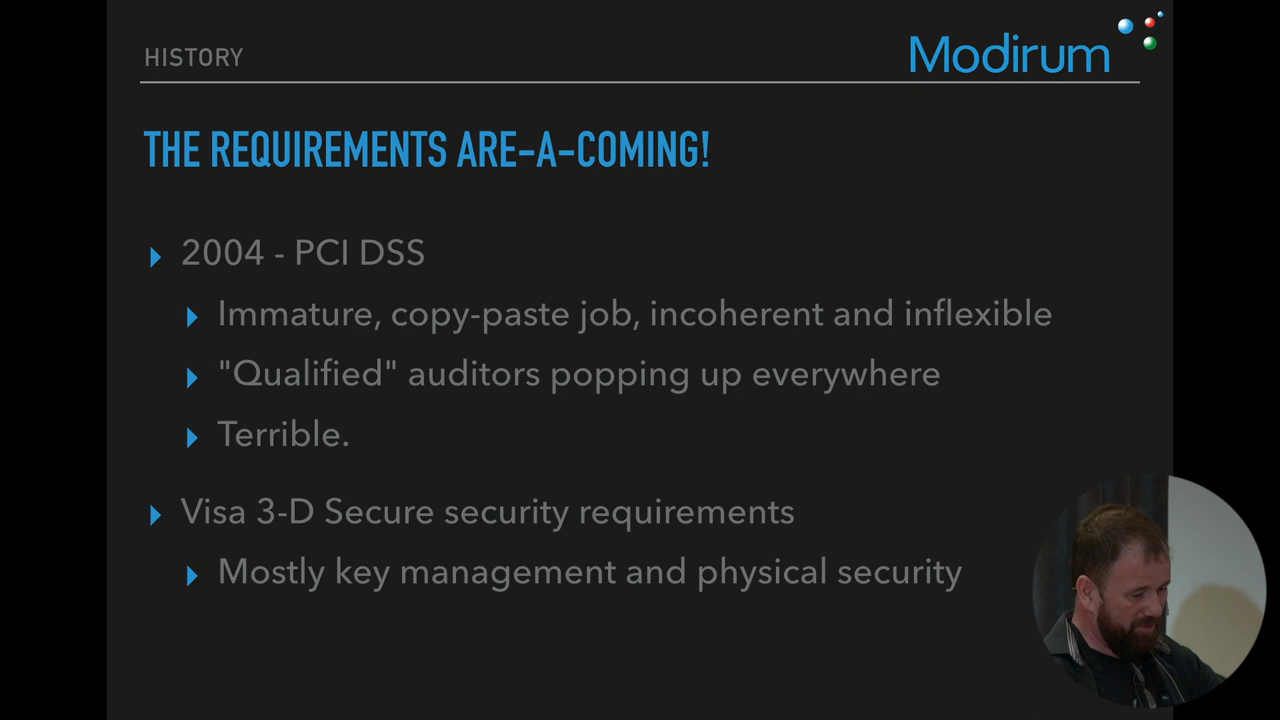 HISTORY
Modirum
THE REQUIREMENTS ARE-A-COMING!
2004 - PCI DSS
Immature, copy-paste job, incoherent and inflexible
"Qualified" auditors popping up everywhere
Terrible.
Visa 3-D Secure security requirements
Mostly key management and physical security